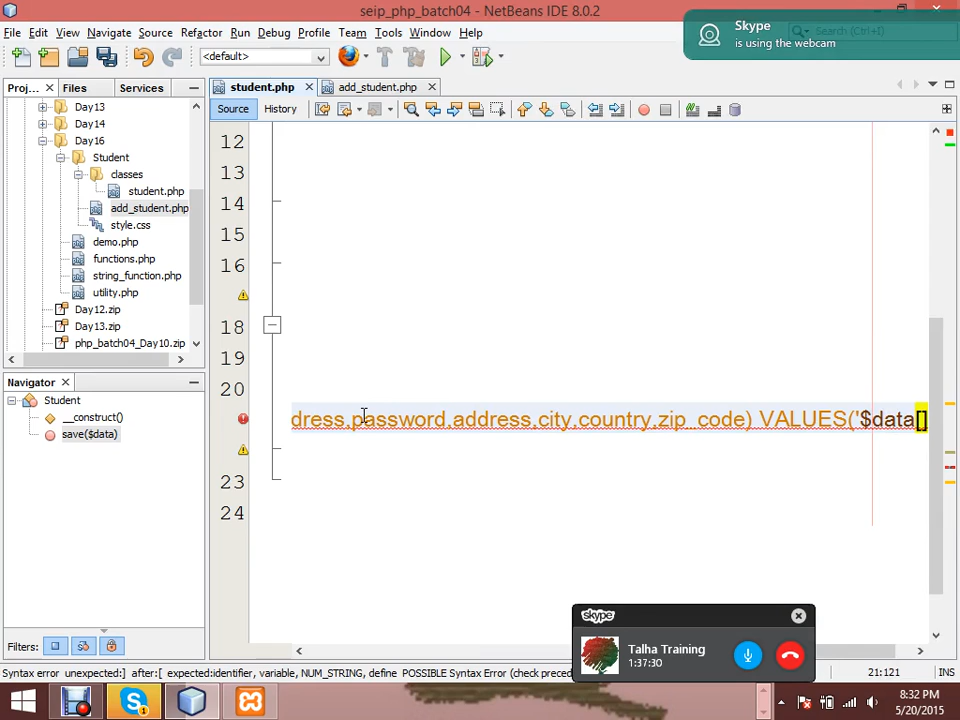 seip_php_batch04 - NetBeans IDE 8.0.2
File Edit View Navigate Source Refactor Run Debug Profile Team Tools Window Help
Search (Ctrl+I)
Skype
is using the webcam
<default>
Proj...
Files
Services
student.php
add_student.php
Source
History
Day13
Day14
Day16
Student
classes
student.php
add_student.php
style.css
demo.php
functions.php
string_function.php
utility.php
Day12.zip
Day13.zip
php_batch04_Day10.zip
Navigator
Student
__construct()
save($data)
Filters:
12
13
14
15
16
18
19
20
dress,password,address,city,country,zip_code) VALUES('$data[]
23
24
skype
Talha Training
1:37:30
Syntax error unexpected:] after:[ expected:identifier, variable, NUM_STRING, define POSSIBLE Syntax Error (check preced
21:121
INS
8:32 PM
5/20/2015